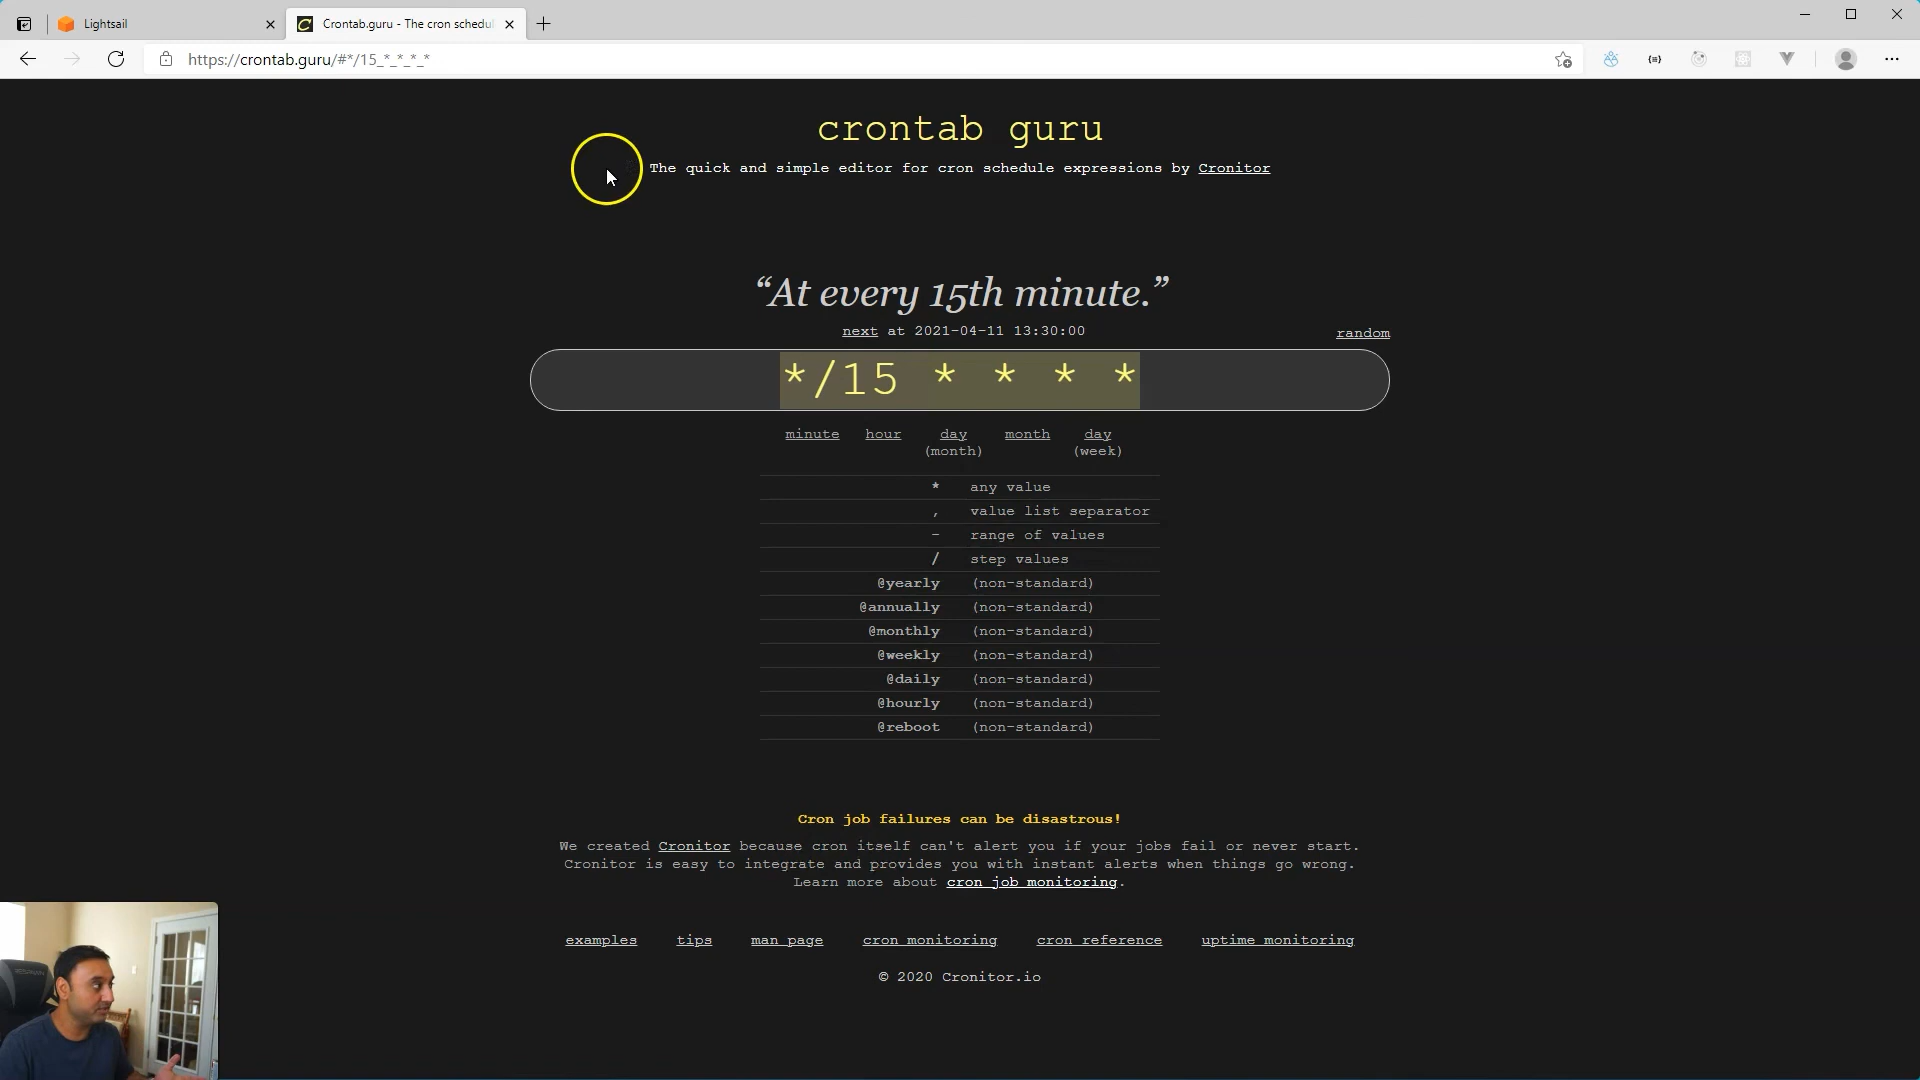 Lightsail
Crontab.guru - The cron schedul
https://crontab.guru/#*/15_*_*_*_*
crontab guru
The quick and simple editor for cron schedule expressions by Cronitor
“At every 15th minute.”
next at 2021-04-11 13:30:00
random
*/15 * * * *
minute hour day month day
(month) (week)
* any value
, value list separator
- range of values
/ step values
@yearly (non-standard)
@annually (non-standard)
@monthly (non-standard)
@weekly (non-standard)
@daily (non-standard)
@hourly (non-standard)
@reboot (non-standard)
Cron job failures can be disastrous!
We created Cronitor because cron itself can't alert you if your jobs fail or never start.
Cronitor is easy to integrate and provides you with instant alerts when things go wrong.
Learn more about cron job monitoring.
examples tips man page cron monitoring cron reference uptime monitoring
© 2020 Cronitor.io